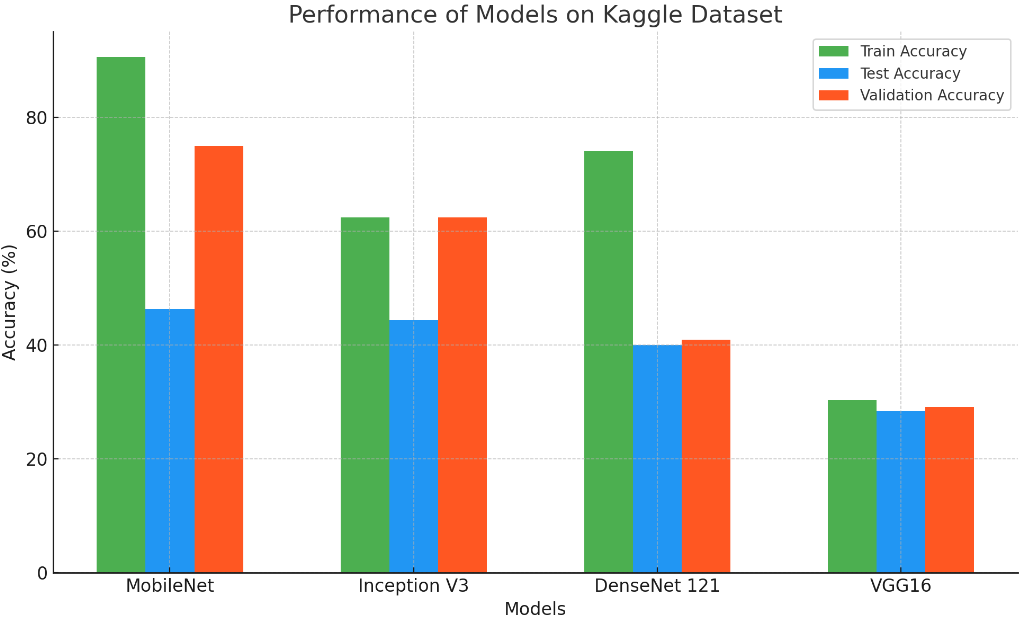 Performance of Models on Kaggle Dataset
Train Accuracy
Test Accuracy
Validation Accuracy
Accuracy (%)
80
60
40
20
0
MobileNet
Inception V3
DenseNet 121
VGG16
Models